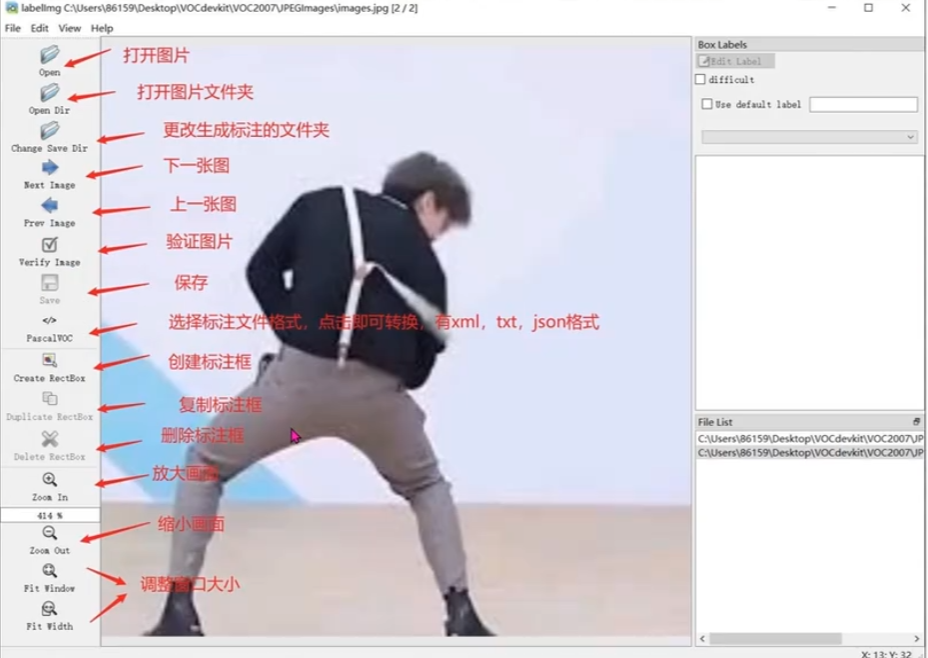 labelImg C:\Users\86159\Desktop\VOCdevkit\VOC2007\JPEGImages\images.jpg [2 / 2]
File Edit View Help
Open
打开图片
Open Dir
打开图片文件夹
Change Save Dir
更改生成标注的文件夹
Next Image
下一张图
Prev Image
上一张图
Verify Image
验证图片
Save
保存
</>
PascalVOC
选择标注文件格式，点击即可转换，有xml，txt，json格式
Create RectBox
创建标注框
Duplicate RectBox
复制标注框
Delete RectBox
删除标注框
Zoom In
放大画面
414 %
Zoom Out
缩小画面
Fit Window
调整窗口大小
Fit Width
Box Labels
Edit Label
difficult
Use default label
File List
C:\Users\86159\Desktop\VOCdevkit\VOC2007\JP
C:\Users\86159\Desktop\VOCdevkit\VOC2007\JP
X: 13; Y: 32